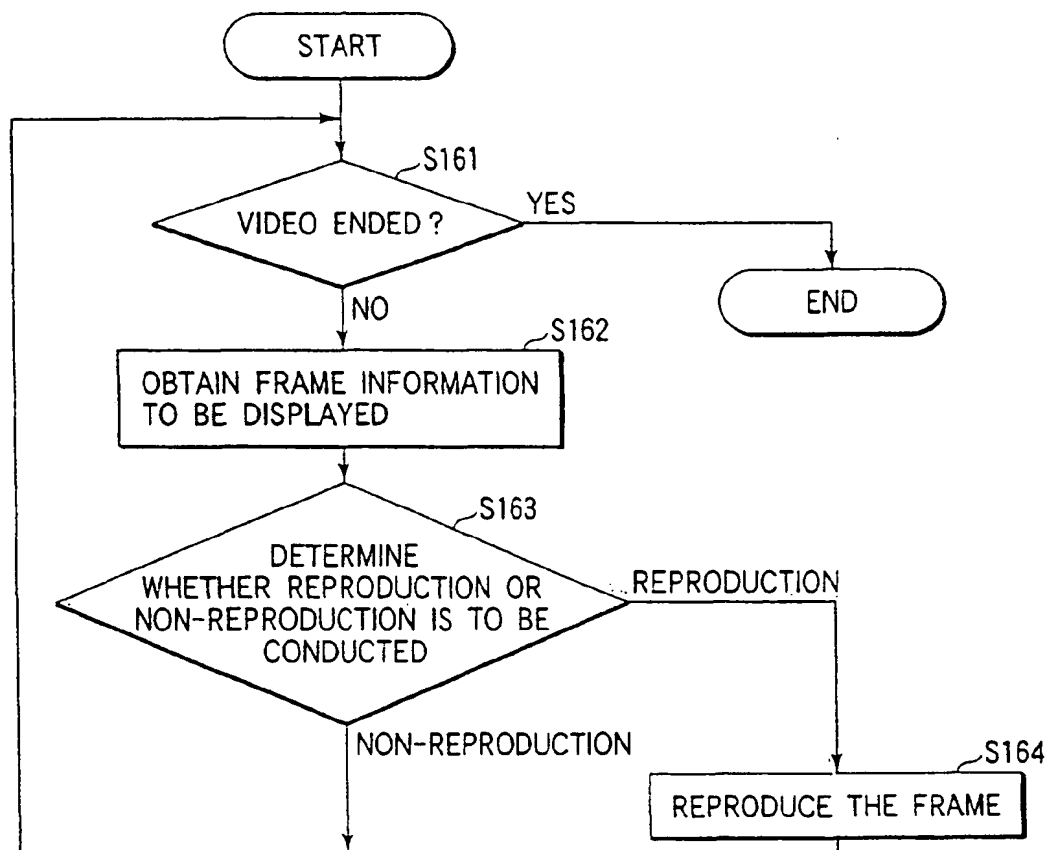 START
S161
VIDEO ENDED?
YES
END
NO
S162
OBTAIN FRAME INFORMATION
TO BE DISPLAYED
S163
DETERMINE
WHETHER REPRODUCTION OR
NON-REPRODUCTION IS TO BE
CONDUCTED
REPRODUCTION
NON-REPRODUCTION
S164
REPRODUCE THE FRAME